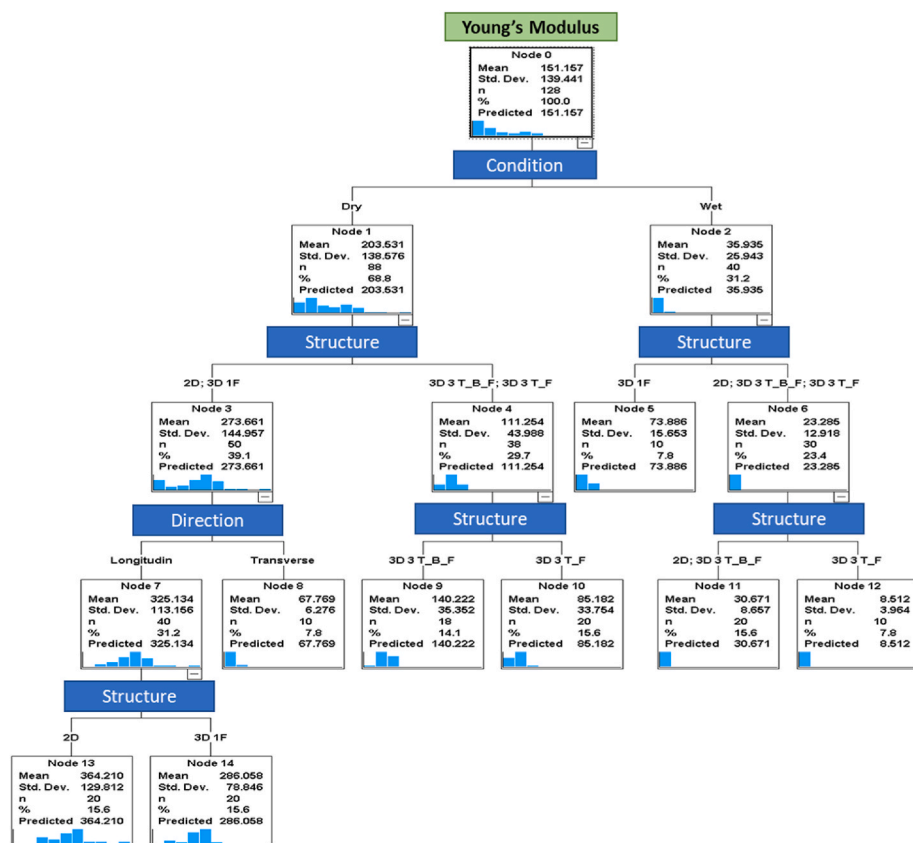 Young's Modulus
Node 0
Mean 151.157
Std. Dev. 139.441
n 128
% 100.0
Predicted 151.157
Condition
Dry
Wet
Node 1
Mean 203.531
Std. Dev. 138.576
n 88
% 68.8
Predicted 203.531
Node 2
Mean 35.935
Std. Dev. 25.943
n 40
% 31.2
Predicted 35.935
Structure
Structure
2D; 3D 1F
3D 3 T_B_F; 3D 3 T_F
3D 1F
2D; 3D 3 T_B_F; 3D 3 T_F
Node 3
Mean 273.661
Std. Dev. 144.957
n 50
% 39.1
Predicted 273.661
Node 4
Mean 111.254
Std. Dev. 43.988
n 38
% 29.7
Predicted 111.254
Node 5
Mean 73.886
Std. Dev. 15.653
n 10
% 7.8
Predicted 73.886
Node 6
Mean 23.285
Std. Dev. 12.918
n 30
% 23.4
Predicted 23.285
Direction
Structure
Structure
Longitudin
Transverse
3D 3 T_B_F
3D 3 T_F
2D; 3D 3 T_B_F
3D 3 T_F
Node 7
Mean 325.134
Std. Dev. 113.156
n 40
% 31.2
Predicted 325.134
Node 8
Mean 67.769
Std. Dev. 6.276
n 10
% 7.8
Predicted 67.769
Node 9
Mean 140.222
Std. Dev. 35.352
n 18
% 14.1
Predicted 140.222
Node 10
Mean 85.182
Std. Dev. 33.754
n 20
% 15.6
Predicted 85.182
Node 11
Mean 30.671
Std. Dev. 8.657
n 20
% 15.6
Predicted 30.671
Node 12
Mean 8.512
Std. Dev. 3.964
n 10
% 7.8
Predicted 8.512
Structure
2D
3D 1F
Node 13
Mean 364.210
Std. Dev. 129.812
n 20
% 15.6
Predicted 364.210
Node 14
Mean 286.058
Std. Dev. 78.846
n 20
% 15.6
Predicted 286.058